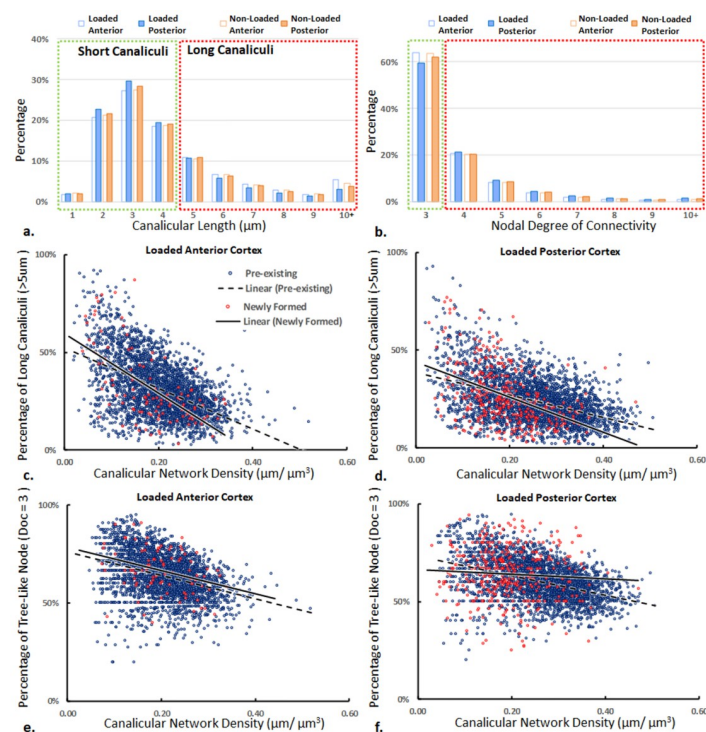 Loaded Anterior
Loaded Posterior
Non-Loaded Anterior
Non-Loaded Posterior
40%
30%
20%
10%
0%
Percentage
Short Canaliculi
Long Canaliculi
1 2 3 4 5 6 7 8 9 10+
a.
Canalicular Length (μm)
Loaded Anterior
Loaded Posterior
Non-Loaded Anterior
Non-Loaded Posterior
60%
40%
20%
0%
Percentage
3 4 5 6 7 8 9 10+
b.
Nodal Degree of Connectivity
Loaded Anterior Cortex
100%
50%
0%
Percentage of Long Canaliculi (>5um )
Pre-existing
Linear (Pre-existing)
Newly Formed
Linear (Newly Formed)
0.00 0.20 0.40 0.60
c.
Canalicular Network Density (μm/ μm³)
Loaded Posterior Cortex
100%
50%
0%
Percentage of Long Canaliculi (>5um )
0.00 0.20 0.40 0.60
d.
Canalicular Network Density (μm/ μm³)
Loaded Anterior Cortex
100%
50%
0%
Percentage of Tree-Like Node (Doc = 3 )
0.00 0.20 0.40 0.60
e.
Canalicular Network Density (μm/ μm³)
Loaded Posterior Cortex
100%
50%
0%
Percentage of Tree-Like Node (Doc = 3)
0.00 0.20 0.40 0.60
f.
Canalicular Network Density (μm/ μm³)